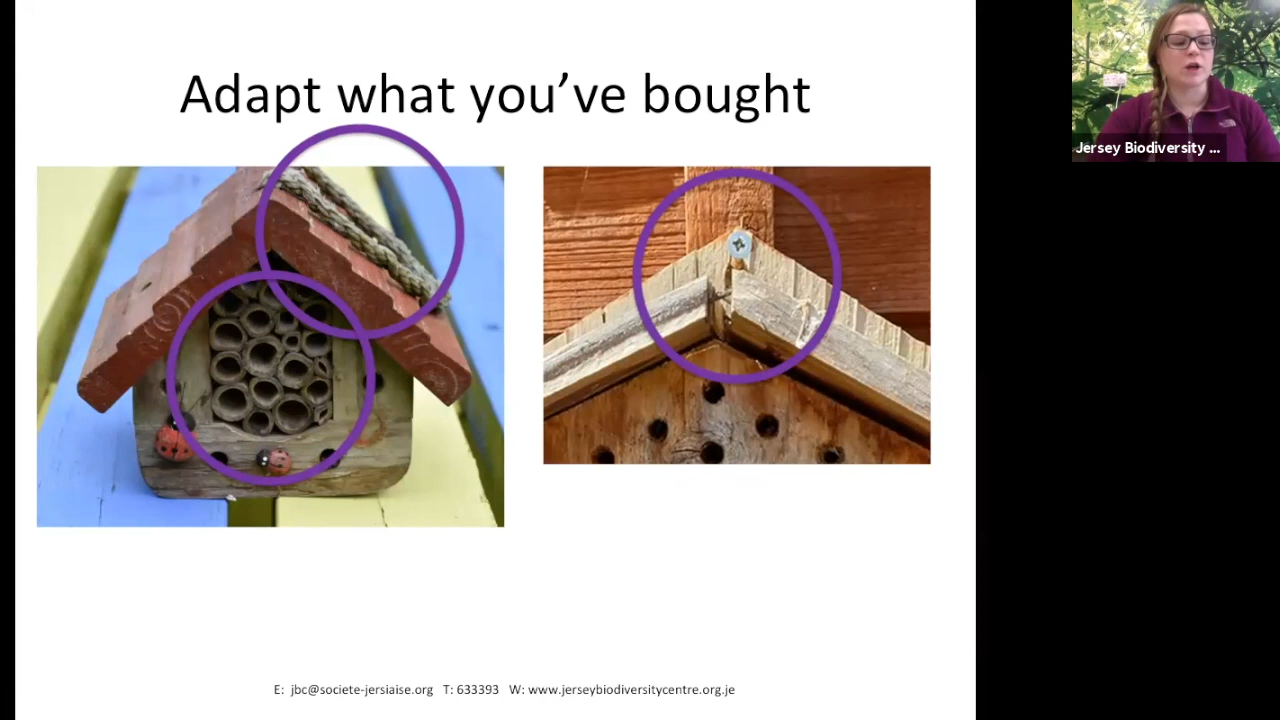 Adapt what you’ve bought
Jersey Biodiversity ...
E: jbc@societe-jersiaise.org T: 633393 W: www.jerseybiodiversitycentre.org.je